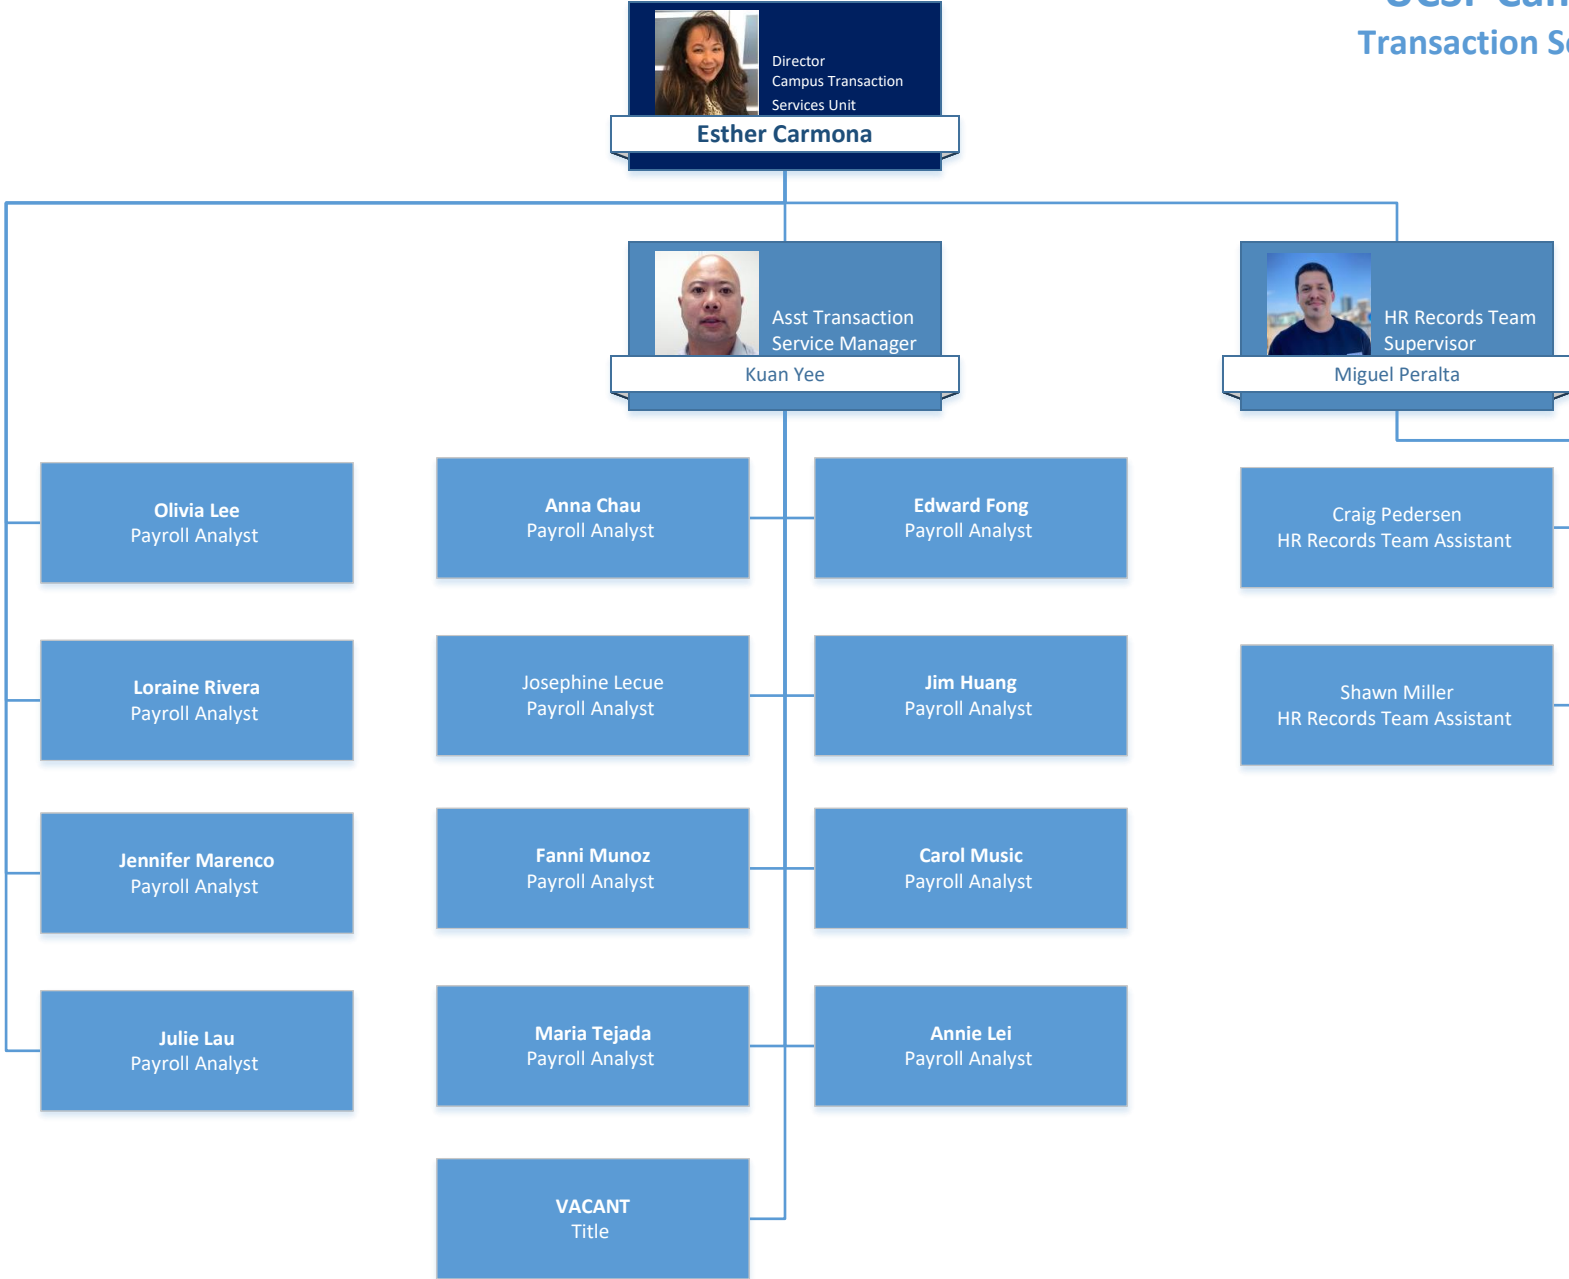 Transaction
Director
Campus Transaction
Services Unit
Esther Carmona
Asst Transaction
Service Manager
Kuan Yee
HR Records Team
Supervisor
Miguel Peralta
Olivia Lee
Payroll Analyst
Anna Chau
Payroll Analyst
Edward Fong
Payroll Analyst
Craig Pedersen
HR Records Team Assistant
Loraine Rivera
Payroll Analyst
Josephine Lecue
Payroll Analyst
Jim Huang
Payroll Analyst
Shawn Miller
HR Records Team Assistant
Jennifer Marenco
Payroll Analyst
Fanni Munoz
Payroll Analyst
Carol Music
Payroll Analyst
Julie Lau
Payroll Analyst
Maria Tejada
Payroll Analyst
Annie Lei
Payroll Analyst
VACANT
Title